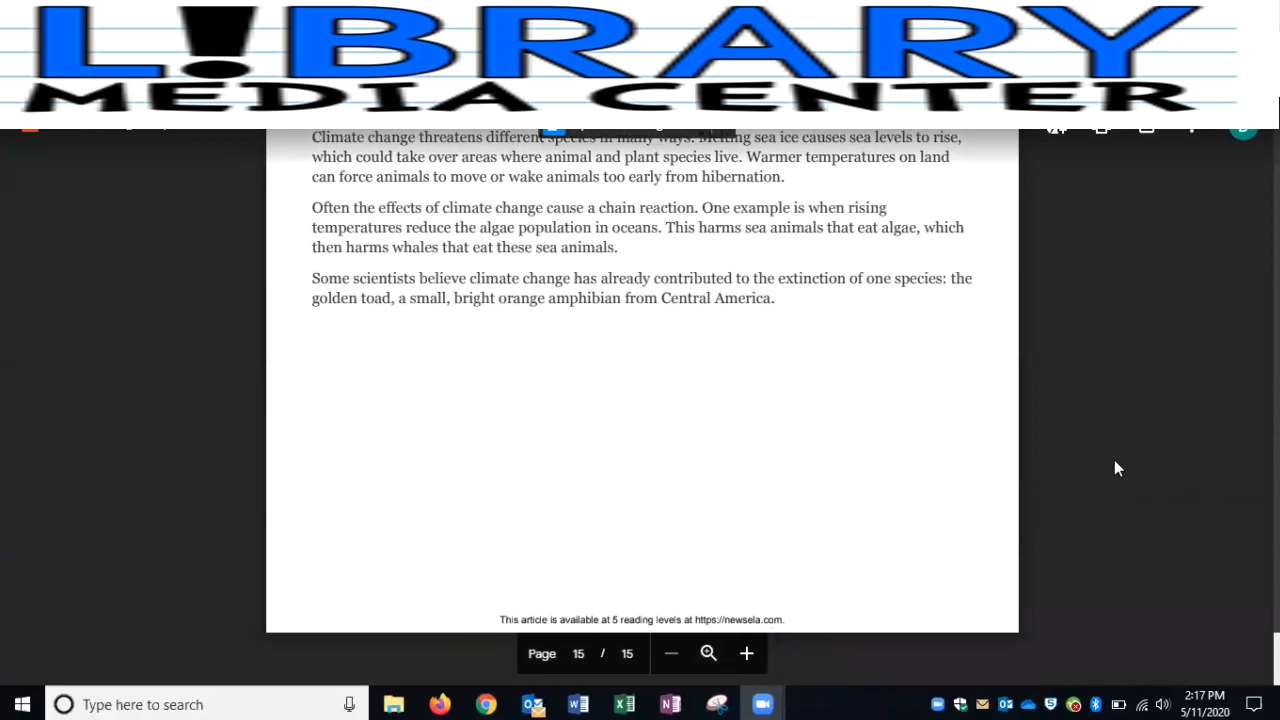 L!BRARY
MEDIA CENTER
Climate change threatens different species in many ways. Melting sea ice causes sea levels to rise,
which could take over areas where animal and plant species live. Warmer temperatures on land
can force animals to move or wake animals too early from hibernation.
Often the effects of climate change cause a chain reaction. One example is when rising
temperatures reduce the algae population in oceans. This harms sea animals that eat algae, which
then harms whales that eat these sea animals.
Some scientists believe climate change has already contributed to the extinction of one species: the
golden toad, a small, bright orange amphibian from Central America.
This article is available at 5 reading levels at https://newsela.com.
Page 15 / 15
Type here to search
2:17 PM
5/11/2020